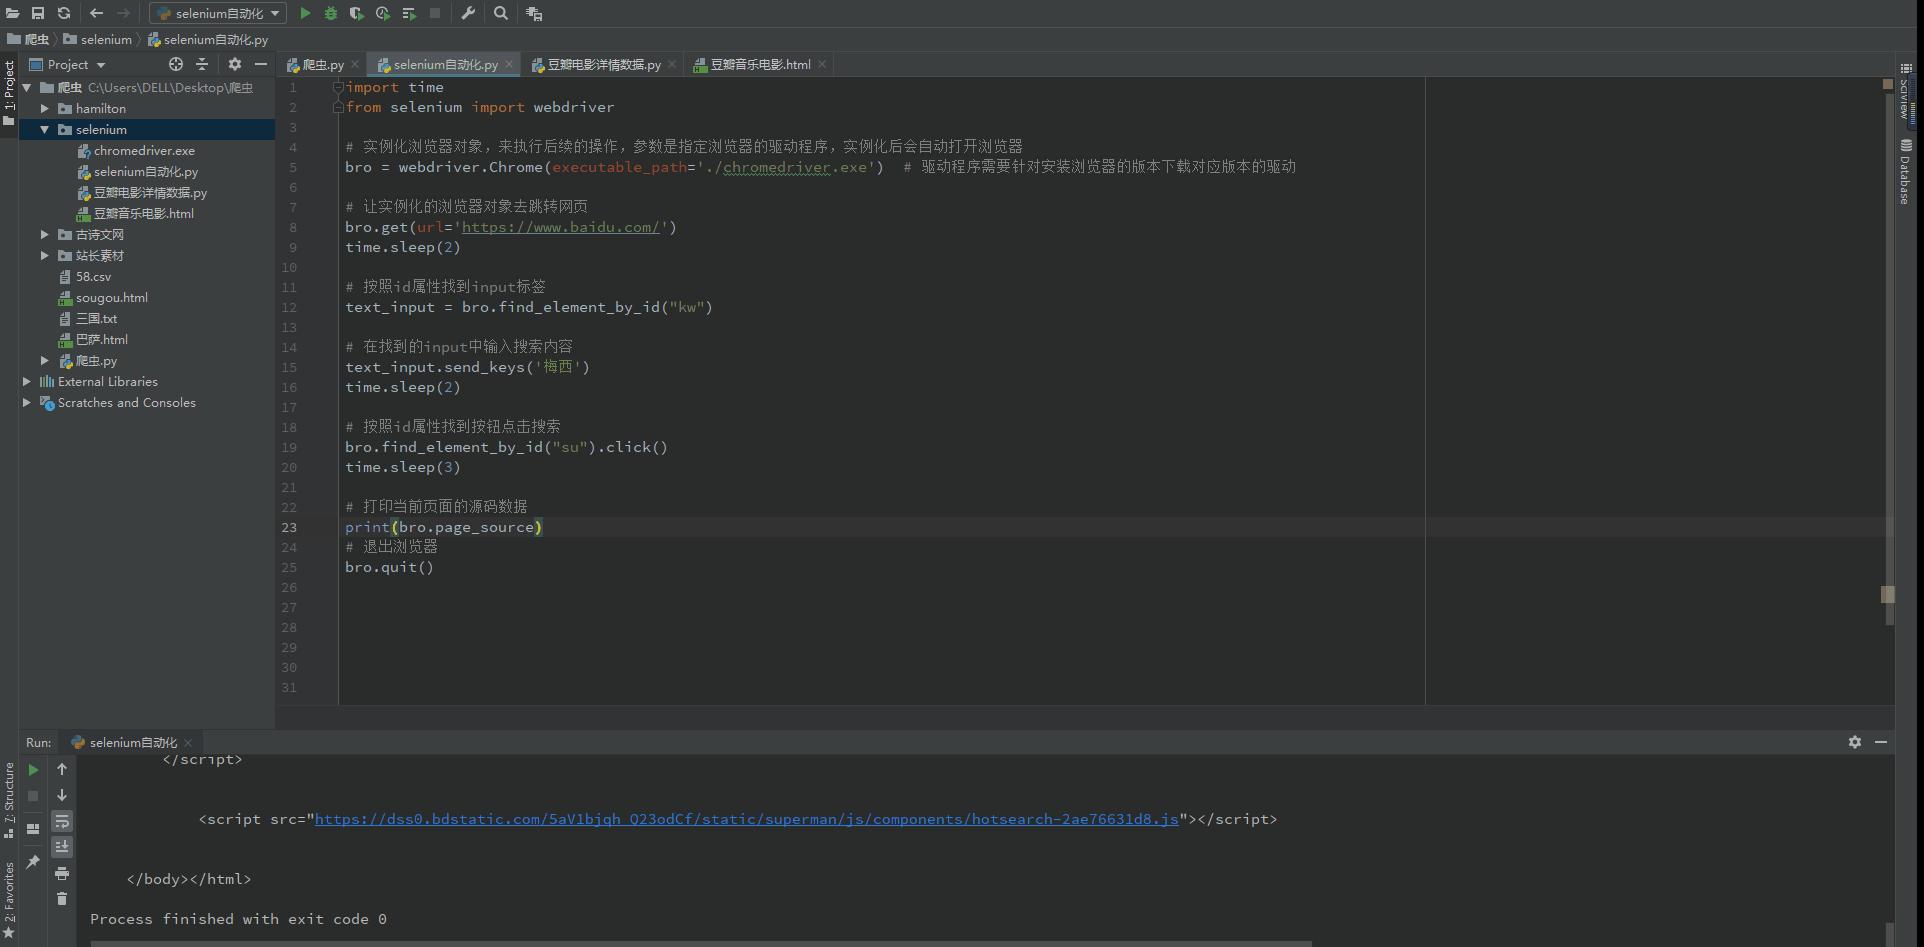 selenium自动化
爬虫 selenium selenium自动化.py
Project
爬虫.py selenium自动化.py 豆瓣电影详情数据.py 豆瓣音乐电影.html
1: Project
爬虫 C:\Users\DELL\Desktop\爬虫
hamilton
selenium
chromedriver.exe
selenium自动化.py
豆瓣电影详情数据.py
豆瓣音乐电影.html
古诗文网
站长素材
58.csv
sougou.html
三国.txt
巴萨.html
爬虫.py
External Libraries
Scratches and Consoles
1 import time
2 from selenium import webdriver
3
4 # 实例化浏览器对象，来执行后续的操作，参数是指定浏览器的驱动程序，实例化后会自动打开浏览器
5 bro = webdriver.Chrome(executable_path='./chromedriver.exe')  # 驱动程序需要针对安装浏览器的版本下载对应版本的驱动
6
7 # 让实例化的浏览器对象去跳转网页
8 bro.get(url='https://www.baidu.com/')
9 time.sleep(2)
10
11 # 按照id属性找到input标签
12 text_input = bro.find_element_by_id("kw")
13
14 # 在找到的input中输入搜索内容
15 text_input.send_keys('梅西')
16 time.sleep(2)
17
18 # 按照id属性找到按钮点击搜索
19 bro.find_element_by_id("su").click()
20 time.sleep(3)
21
22 # 打印当前页面的源码数据
23 print(bro.page_source)
24 # 退出浏览器
25 bro.quit()
26
27
28
29
30
31
SciView
Database
Run: selenium自动化
</script>
<script src="https://dss0.bdstatic.com/5aV1bjqh_Q23odCf/static/superman/js/components/hotsearch-2ae76631d8.js"></script>
</body></html>
Process finished with exit code 0
7: Structure
2: Favorites